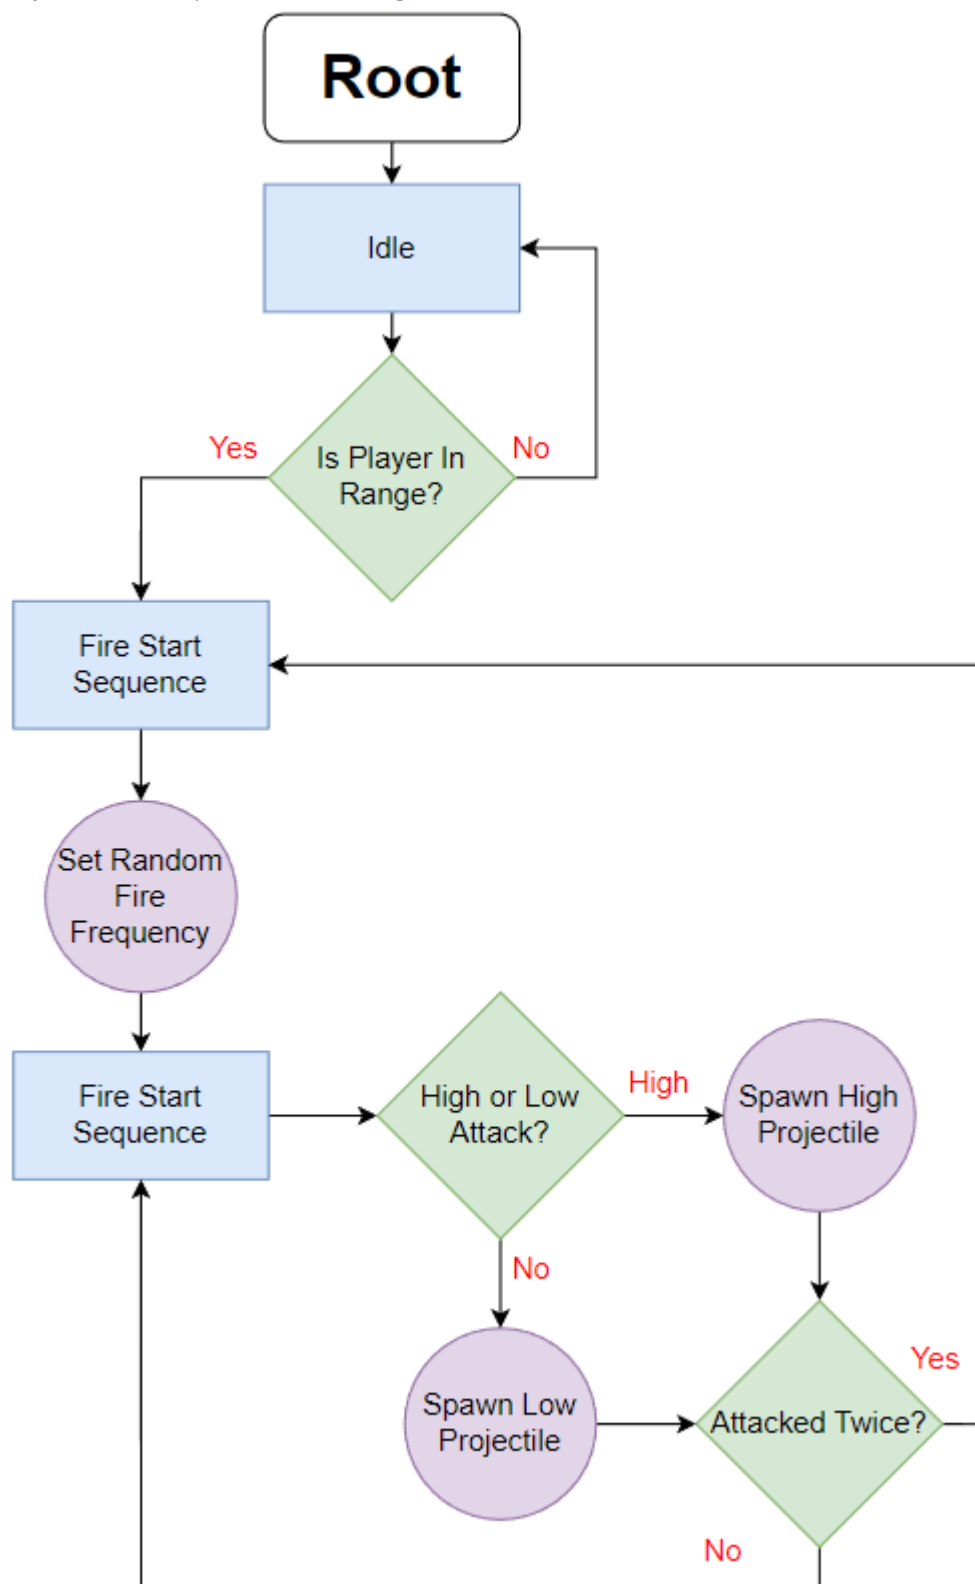 Root
Idle
Is Player In
Range?
Yes
No
Fire Start
Sequence
Set Random
Fire
Frequency
Fire Start
Sequence
High or Low
Attack?
High
Spawn High
Projectile
No
Spawn Low
Projectile
Attacked Twice?
Yes
No